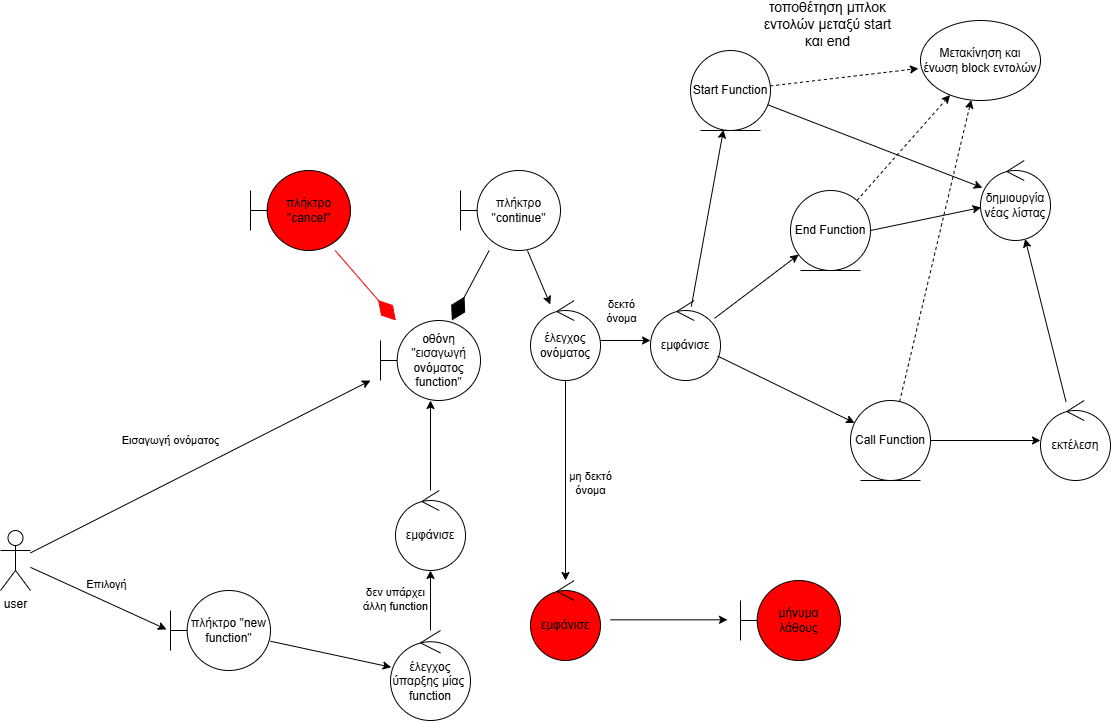 τοποθέτηση μπλοκ
εντολών μεταξύ start
και end
Μετακίνηση και
ένωση block εντολών
Start Function
πλήκτρο
"cancel"
πλήκτρο
"continue"
δημιουργία
νέας λίστας
End Function
δεκτό
όνομα
οθόνη
"εισαγωγή
ονόματος
function"
έλεγχος
ονόματος
εμφάνισε
Εισαγωγή ονόματος
Call Function
εκτέλεση
μη δεκτό
όνομα
εμφάνισε
Επιλογή
δεν υπάρχει
άλλη function
user
πλήκτρο "new
function"
εμφάνισε
μήνυμα
λάθους
έλεγχος
ύπαρξης μίας
function